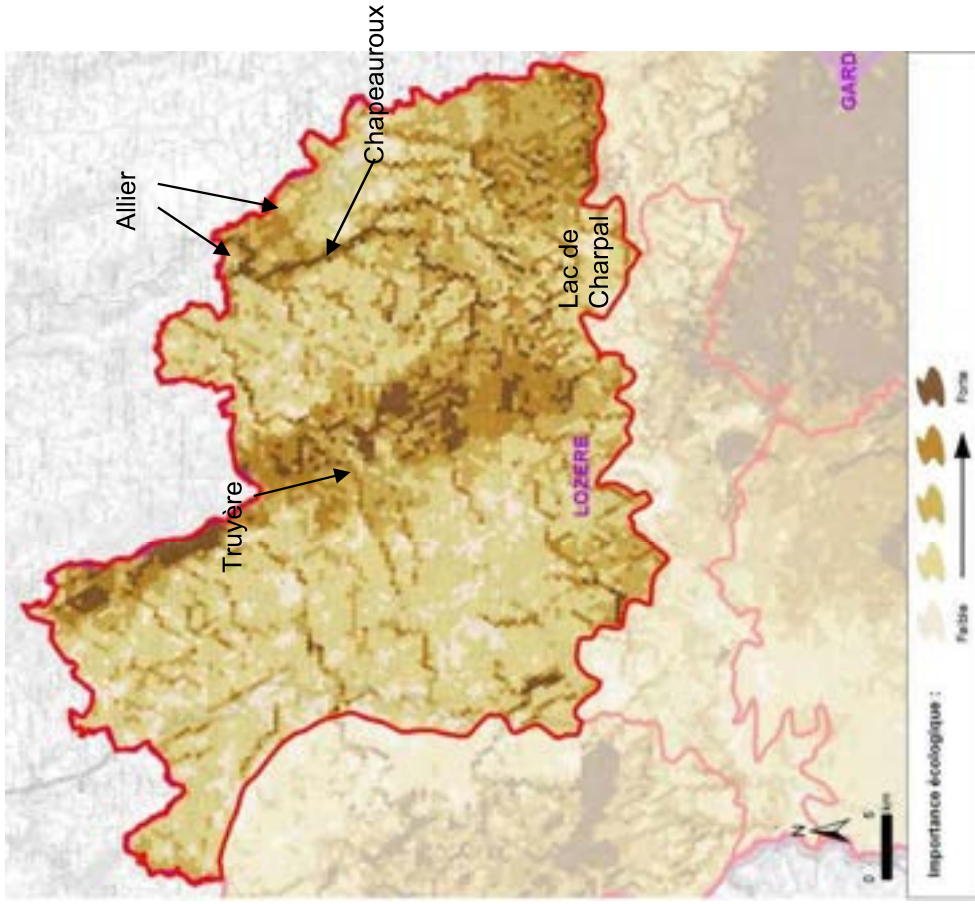 Allier
Chapeauroux
GARD
Lac de
Charpal
Truyère
LOZERE
N
0 5
km
Importance écologique :
Faible
Forte